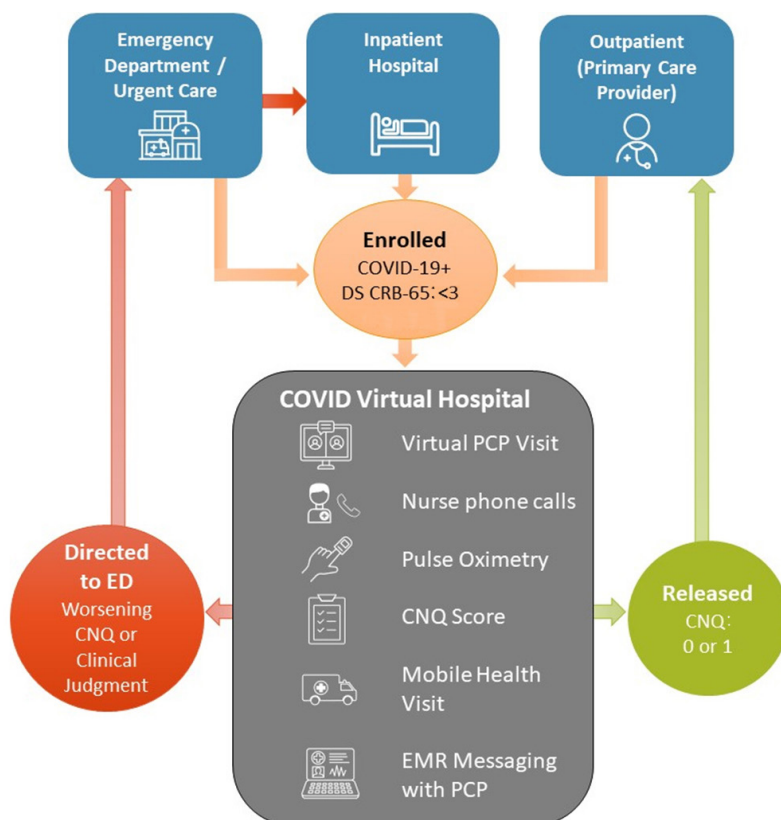 Emergency
Department /
Urgent Care
Inpatient
Hospital
Outpatient
(Primary Care
Provider)
Enrolled
COVID-19+
DS CRB-65:<3
COVID Virtual Hospital
Virtual PCP Visit
Nurse phone calls
Pulse Oximetry
CNQ Score
Mobile Health
Visit
EMR Messaging
with PCP
Directed
to ED
Worsening
CNQ or
Clinical
Judgment
Released
CNQ:
0 or 1